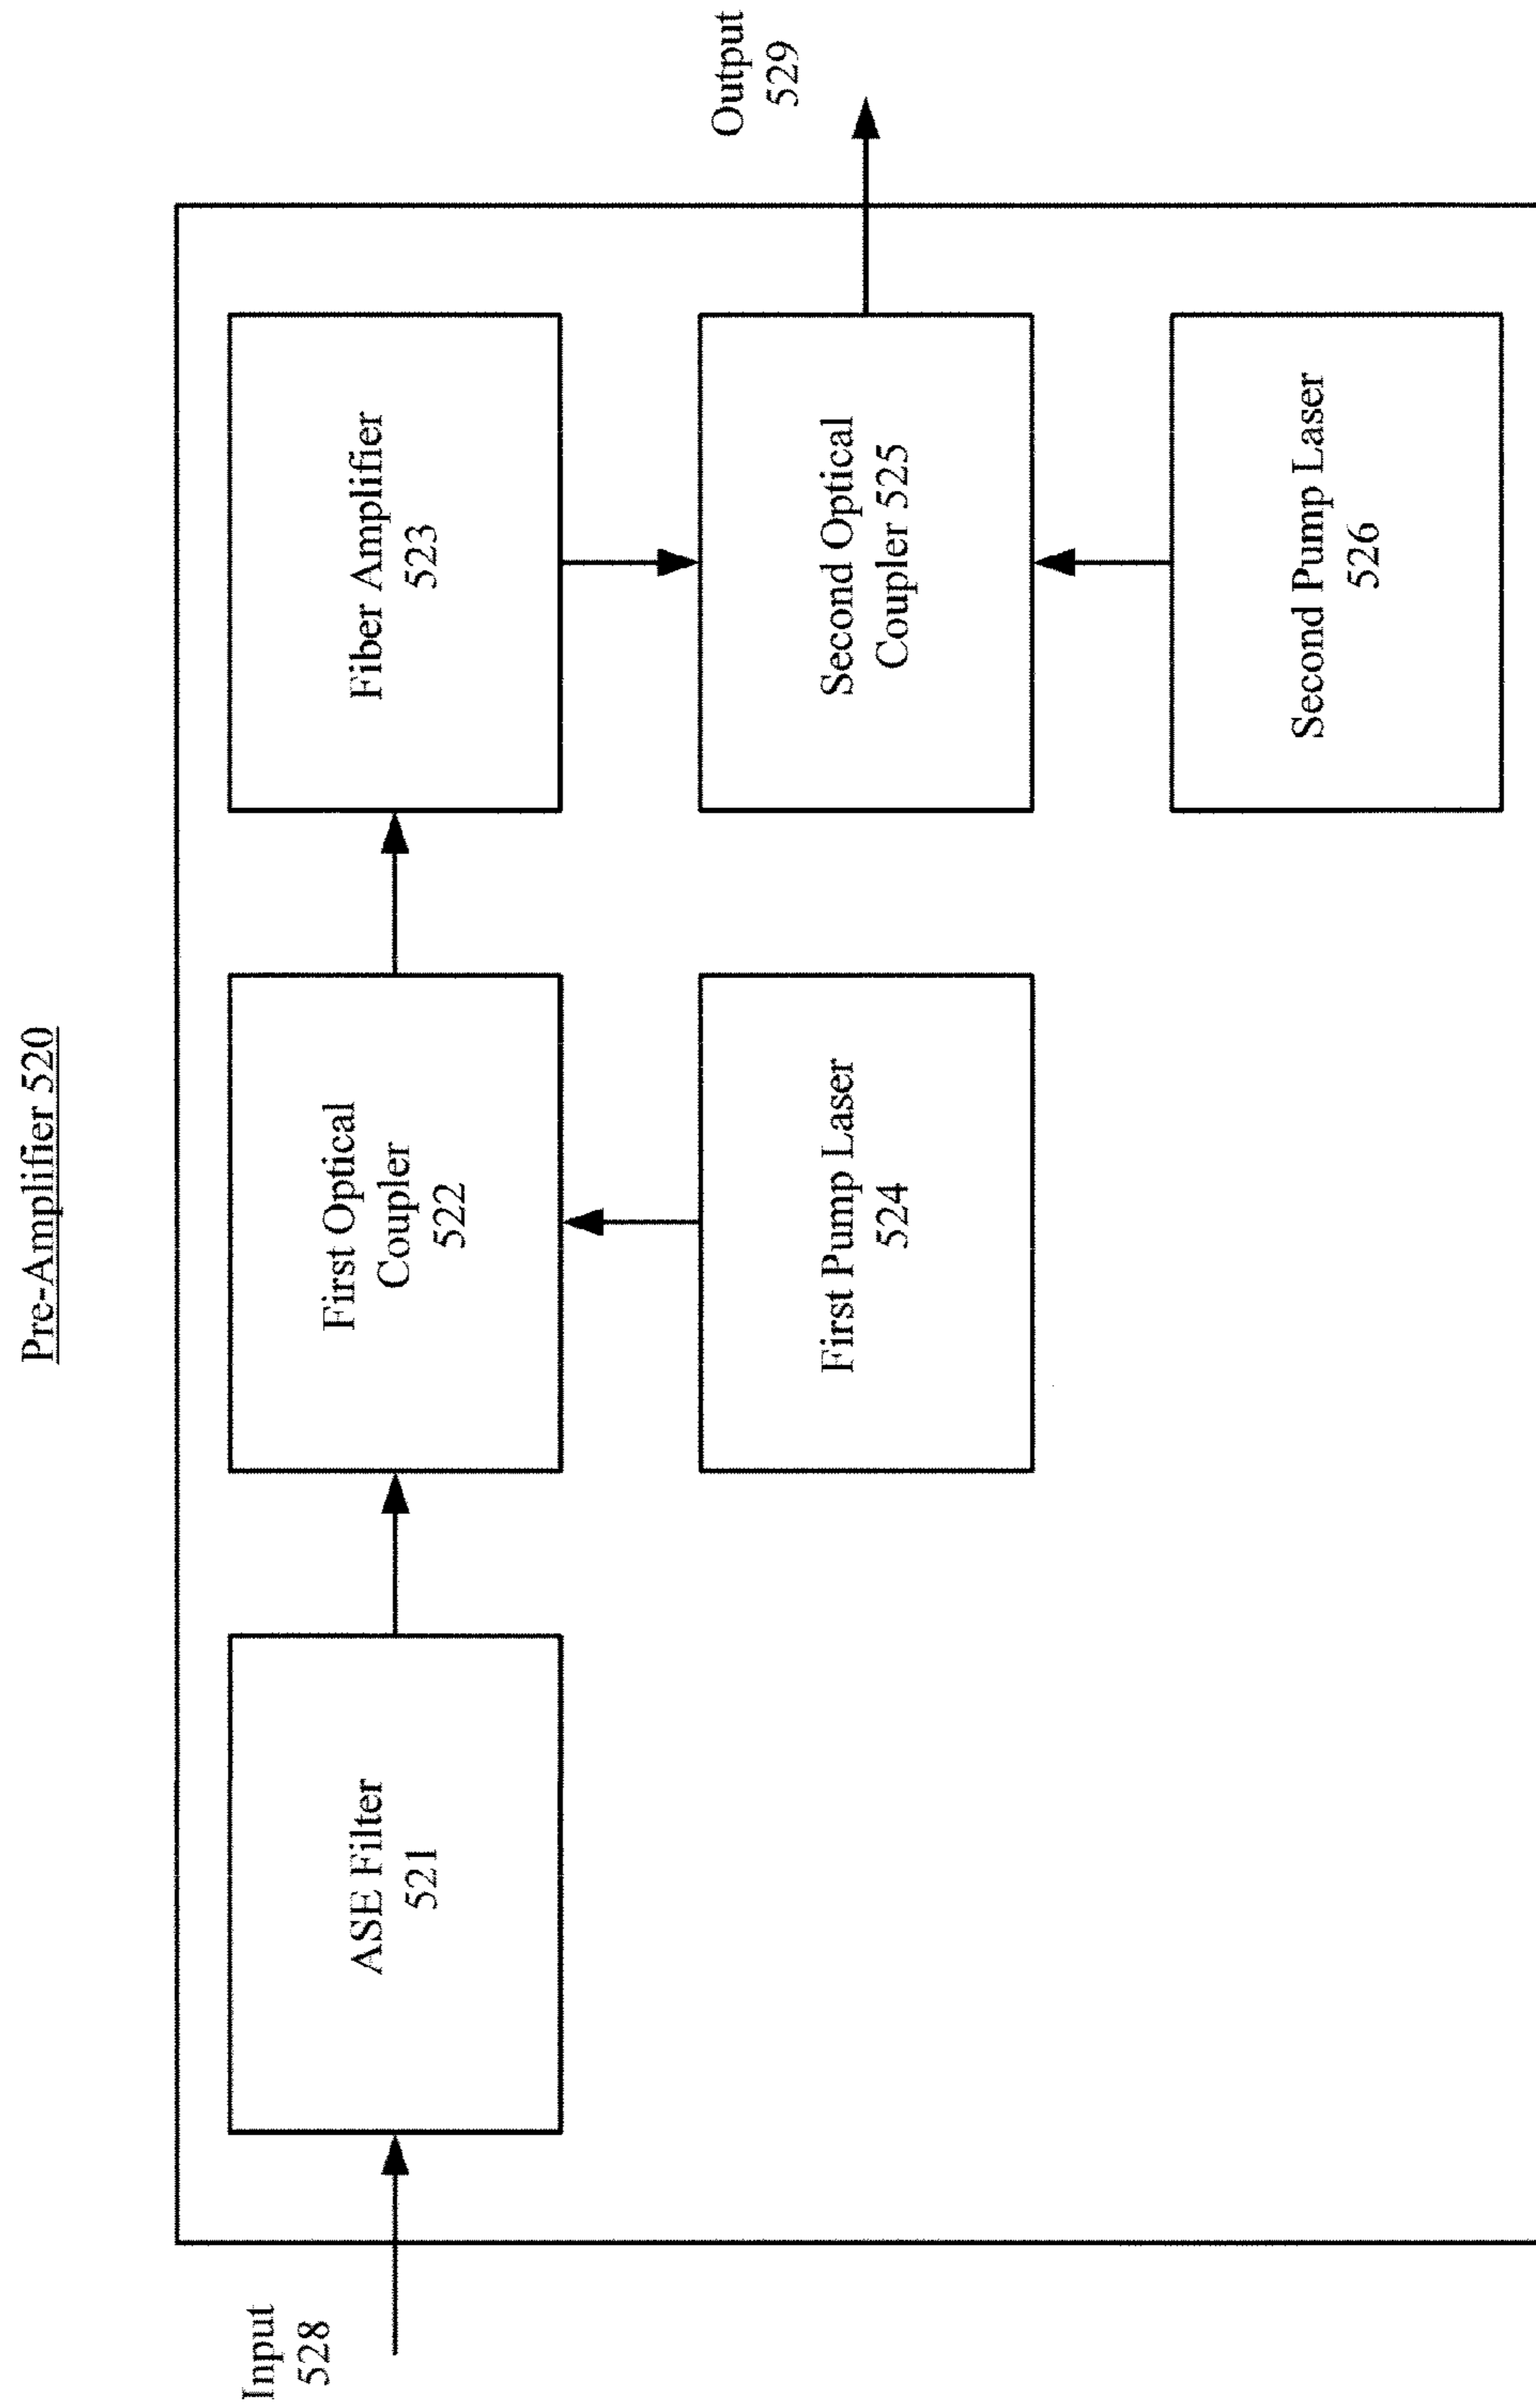 Pre-Amplifier 520
Input
528
ASE Filter
521
First Optical
Coupler
522
Fiber Amplifier
523
First Pump Laser
524
Second Optical
Coupler 525
Output
529
Second Pump Laser
526